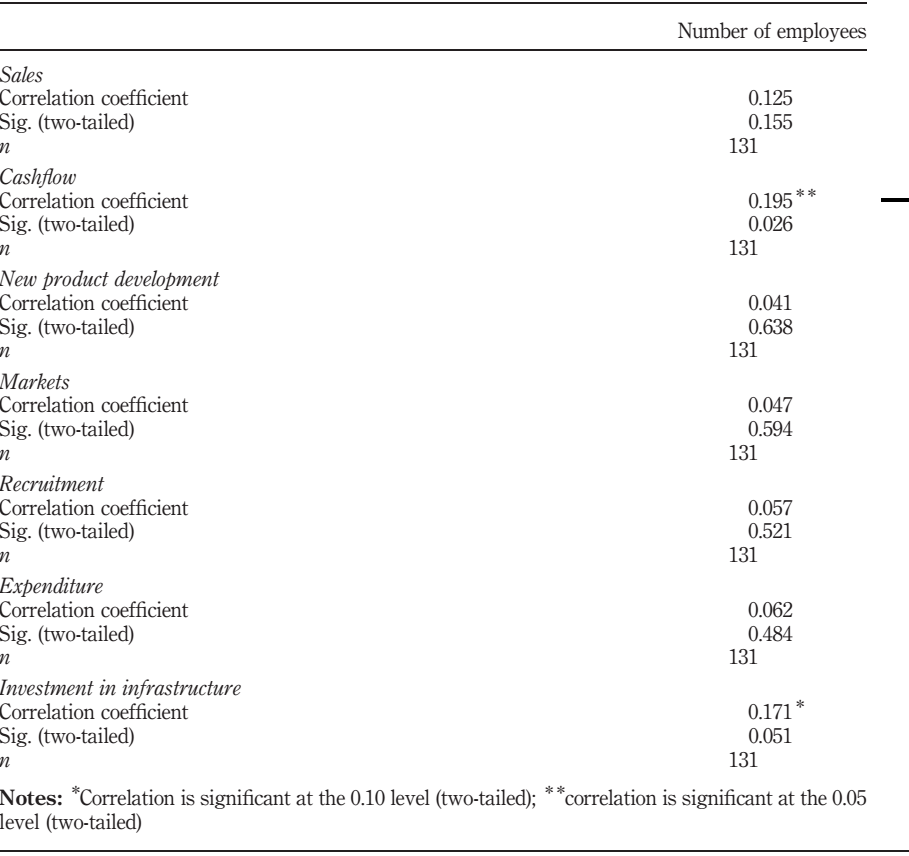 Number of employees
Sales
Correlation coefficient 0.125
Sig. (two-tailed) 0.155
n 131
Cashflow
Correlation coefficient 0.195**
Sig. (two-tailed) 0.026
n 131
New product development
Correlation coefficient 0.041
Sig. (two-tailed) 0.638
n 131
Markets
Correlation coefficient 0.047
Sig. (two-tailed) 0.594
n 131
Recruitment
Correlation coefficient 0.057
Sig. (two-tailed) 0.521
n 131
Expenditure
Correlation coefficient 0.062
Sig. (two-tailed) 0.484
n 131
Investment in infrastructure
Correlation coefficient 0.171*
Sig. (two-tailed) 0.051
n 131
Notes: *Correlation is significant at the 0.10 level (two-tailed); **correlation is significant at the 0.05
level (two-tailed)